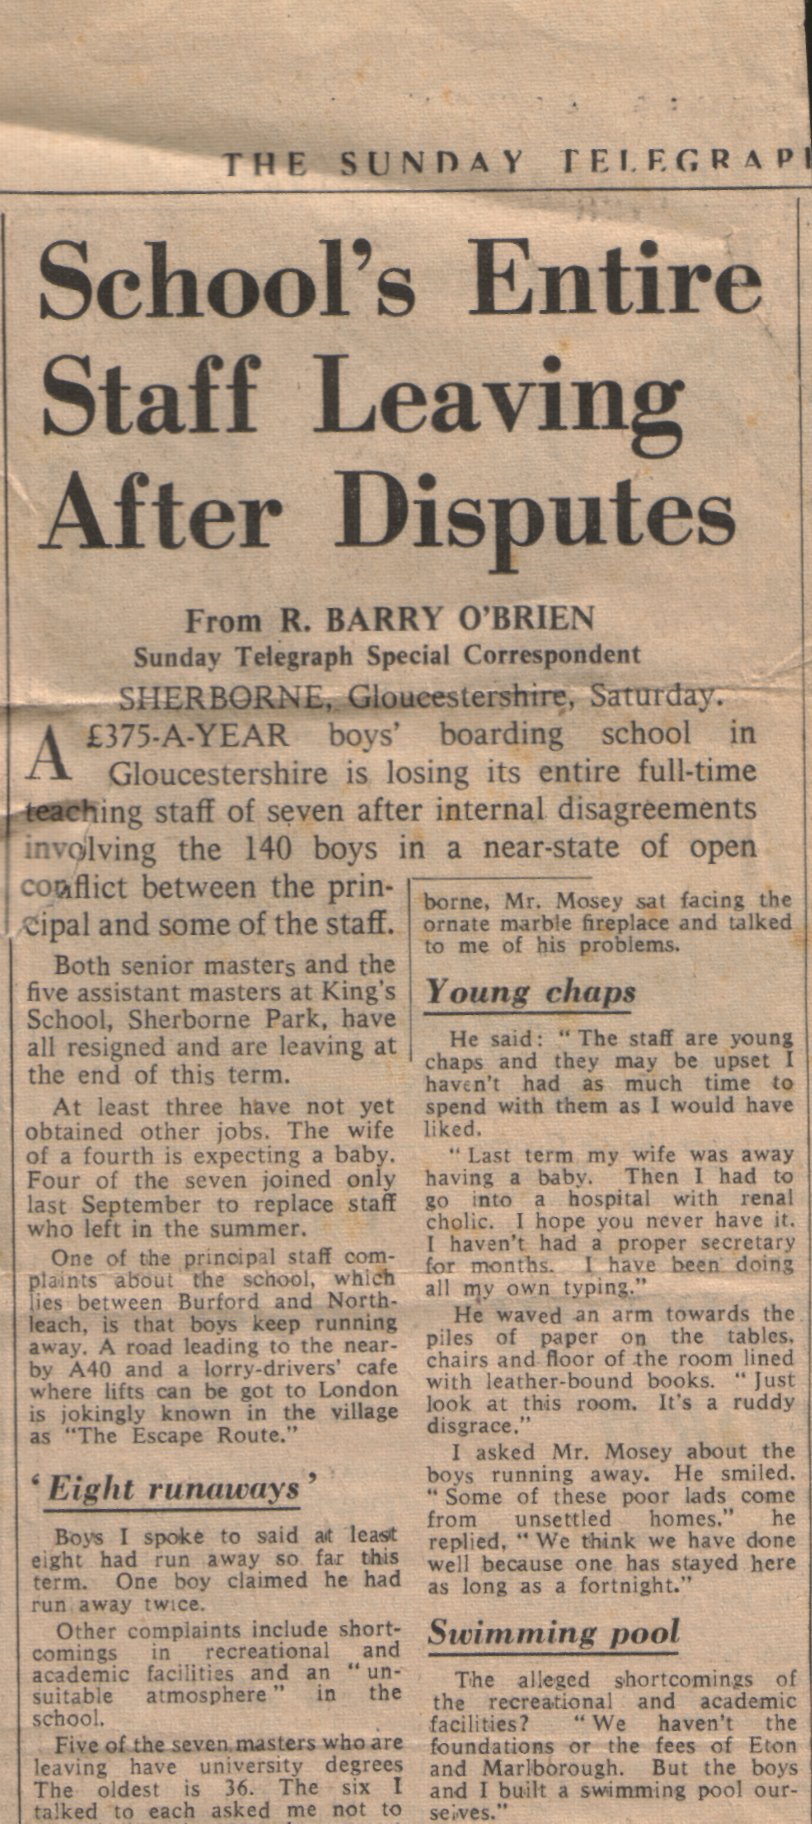 THE SUNDAY TELEGRAPH
School's Entire
Staff Leaving
After Disputes
From R. BARRY O'BRIEN
Sunday Telegraph Special Correspondent
SHERBORNE, Gloucestershire, Saturday.
A £375-A-YEAR boys' boarding school in
Gloucestershire is losing its entire full-time
teaching staff of seven after internal disagreements
involving the 140 boys in a near-state of open
conflict between the prin-
cipal and some of the staff.
Both senior masters and the
five assistant masters at King's
School, Sherborne Park, have
all resigned and are leaving at
the end of this term.
At least three have not yet
obtained other jobs. The wife
of a fourth is expecting a baby.
Four of the seven joined only
last September to replace staff
who left in the summer.
One of the principal staff com-
plaints about the school, which
lies between Burford and North-
leach, is that boys keep running
away. A road leading to the near-
by A40 and a lorry-drivers' cafe
where lifts can be got to London
is jokingly known in the village
as "The Escape Route."
'Eight runaways'
Boys I spoke to said at least
eight had run away so far this
term. One boy claimed he had
run away twice.
Other complaints include short-
comings in recreational and
academic facilities and an "un-
suitable atmosphere" in the
school.
Five of the seven masters who are
leaving have university degrees
The oldest is 36. The six I
talked to each asked me not to
borne, Mr. Mosey sat facing the
ornate marble fireplace and talked
to me of his problems.
Young chaps
He said: "The staff are young
chaps and they may be upset I
haven't had as much time to
spend with them as I would have
liked.
"Last term my wife was away
having a baby. Then I had to
go into a hospital with renal
cholic. I hope you never have it.
I haven't had a proper secretary
for months. I have been doing
all my own typing."
He waved an arm towards the
piles of paper on the tables,
chairs and floor of the room lined
with leather-bound books. "Just
look at this room. It's a ruddy
disgrace."
I asked Mr. Mosey about the
boys running away. He smiled.
"Some of these poor lads come
from unsettled homes," he
replied, "We think we have done
well because one has stayed here
as long as a fortnight."
Swimming pool
The alleged shortcomings of
the recreational and academic
facilities? "We haven't the
foundations or the fees of Eton
and Marlborough. But the boys
and I built a swimming pool our-
selves."